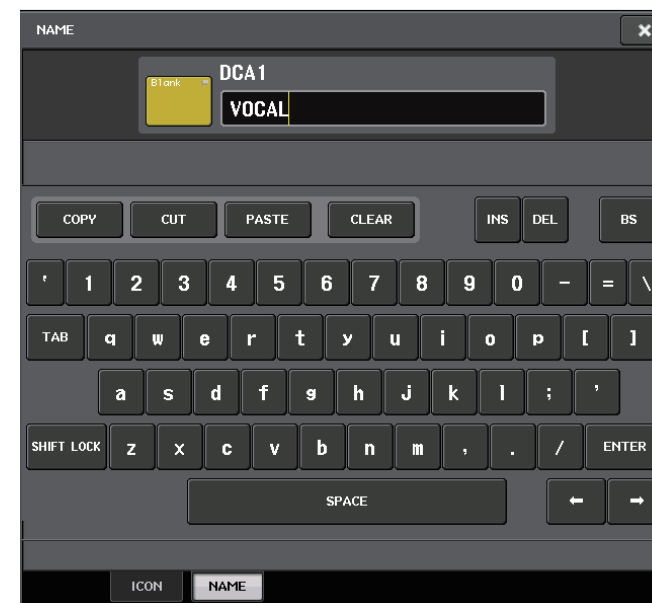 NAME ×
Blank
DCA1
VOCAL
COPY CUT PASTE CLEAR INS DEL BS
' 1 2 3 4 5 6 7 8 9 0 - = \
TAB q w e r t y u i o p [ ]
a s d f g h j k l ; '
SHIFT LOCK z x c v b n m , . / ENTER
SPACE ← →
ICON NAME